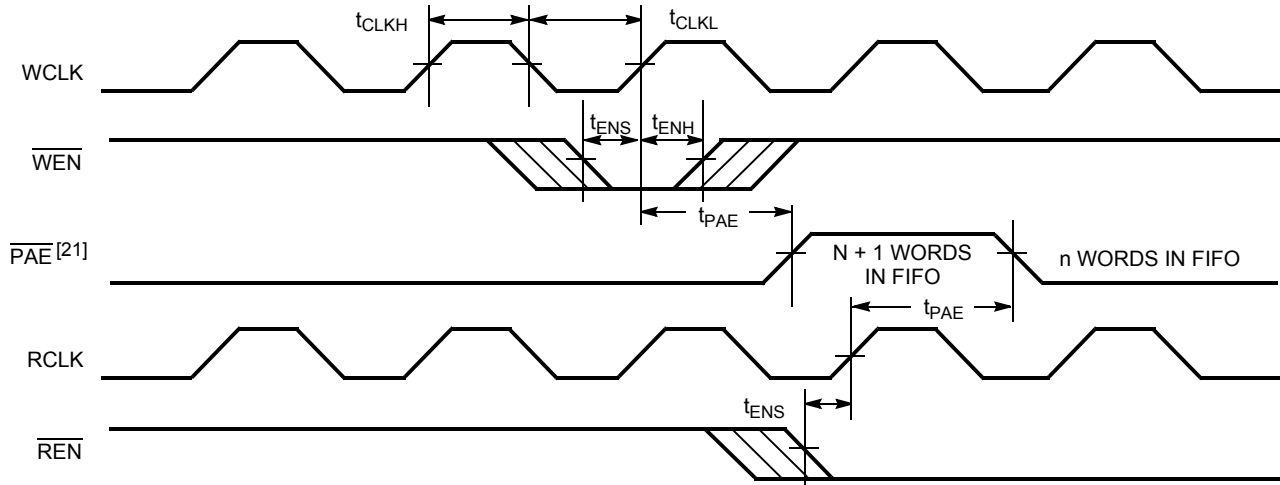 tCLKH
tCLKL
WCLK
tENS
tENH
WEN
tPAE
PAE [21]
N + 1 WORDS
IN FIFO
n WORDS IN FIFO
tPAE
RCLK
tENS
REN